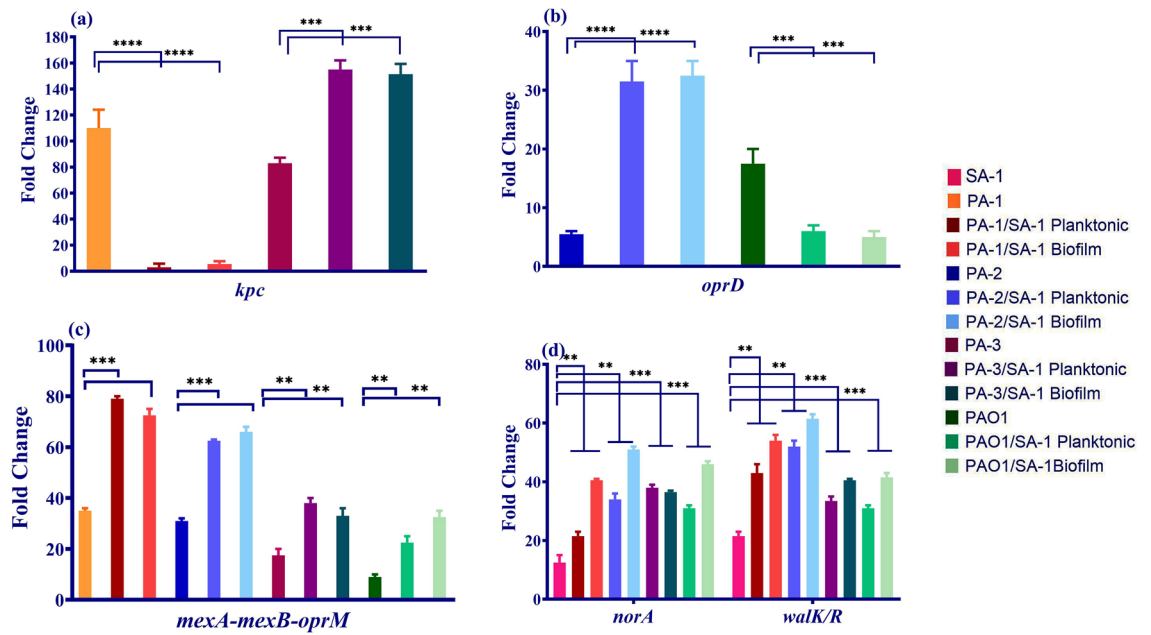 (a)
Fold Change
180
160
140
120
100
80
60
40
20
0
**** ****
*** ***
kpc
(b)
Fold Change
40
30
20
10
0
**** ****
*** ***
oprD
(c)
Fold Change
100
80
60
40
20
0
***
***
** **
** **
mexA-mexB-oprM
(d)
Fold Change
80
60
40
20
0
**
**
***
***
**
**
***
***
norA walK/R
SA-1
PA-1
PA-1/SA-1 Planktonic
PA-1/SA-1 Biofilm
PA-2
PA-2/SA-1 Planktonic
PA-2/SA-1 Biofilm
PA-3
PA-3/SA-1 Planktonic
PA-3/SA-1 Biofilm
PAO1
PAO1/SA-1 Planktonic
PAO1/SA-1Biofilm